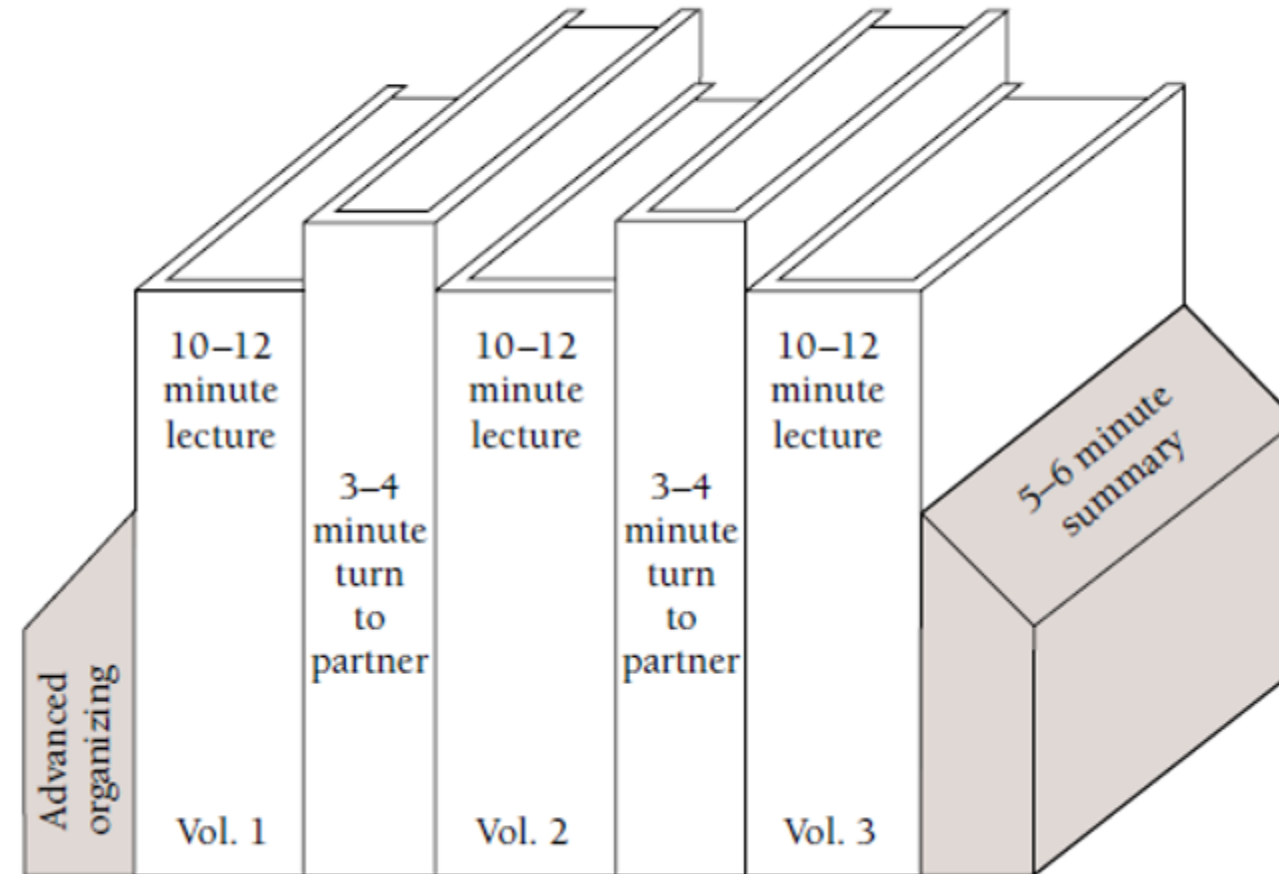 Advanced
organizing
10–12
minute
lecture
Vol. 1
3–4
minute
turn
to
partner
10–12
minute
lecture
Vol. 2
3–4
minute
turn
to
partner
10–12
minute
lecture
Vol. 3
5–6 minute
summary